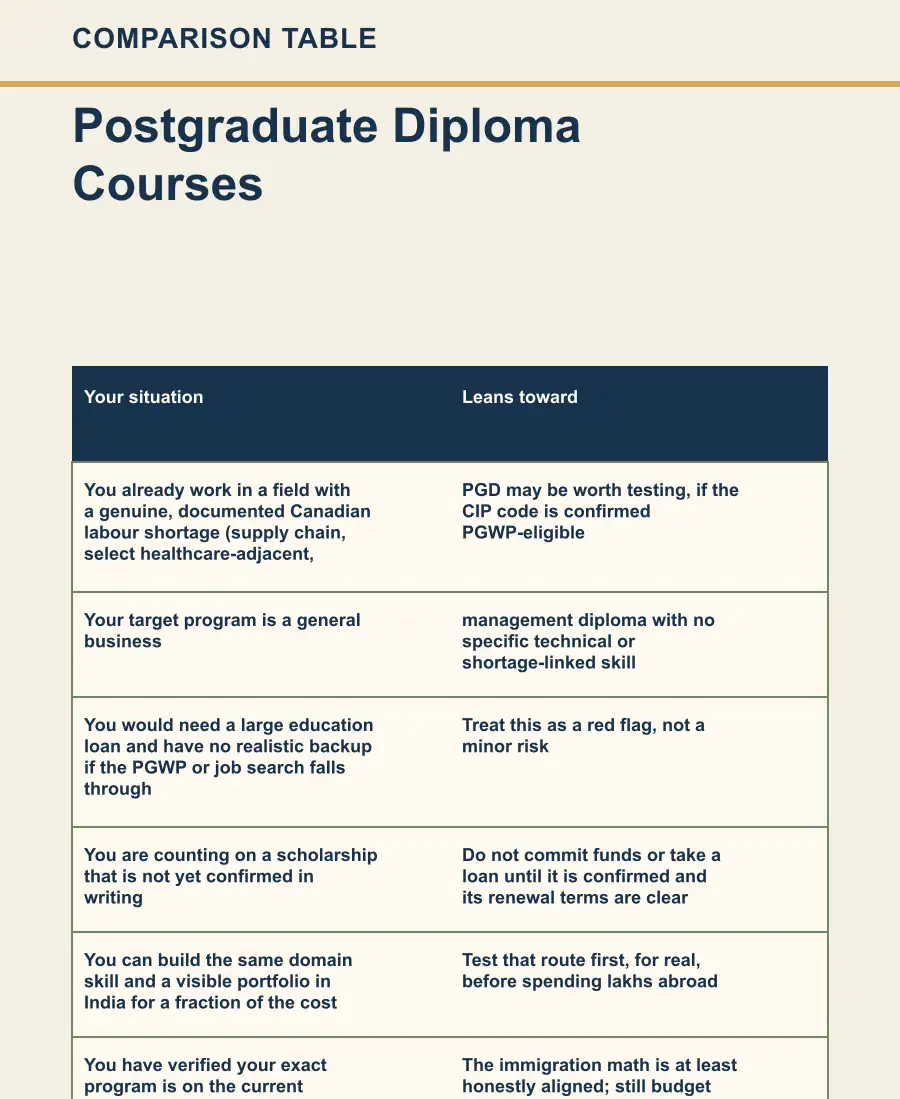 COMPARISON TABLE
Postgraduate Diploma
Courses
Your situation
Leans toward
You already work in a field with
a genuine, documented Canadian
labour shortage (supply chain,
select healthcare-adjacent,
PGD may be worth testing, if the
CIP code is confirmed
PGWP-eligible
Your target program is a general
business
management diploma with no
specific technical or
shortage-linked skill
You would need a large education
loan and have no realistic backup
if the PGWP or job search falls
through
Treat this as a red flag, not a
minor risk
You are counting on a scholarship
that is not yet confirmed in
writing
Do not commit funds or take a
loan until it is confirmed and
its renewal terms are clear
You can build the same domain
skill and a visible portfolio in
India for a fraction of the cost
Test that route first, for real,
before spending lakhs abroad
You have verified your exact
program is on the current
The immigration math is at least
honestly aligned; still budget